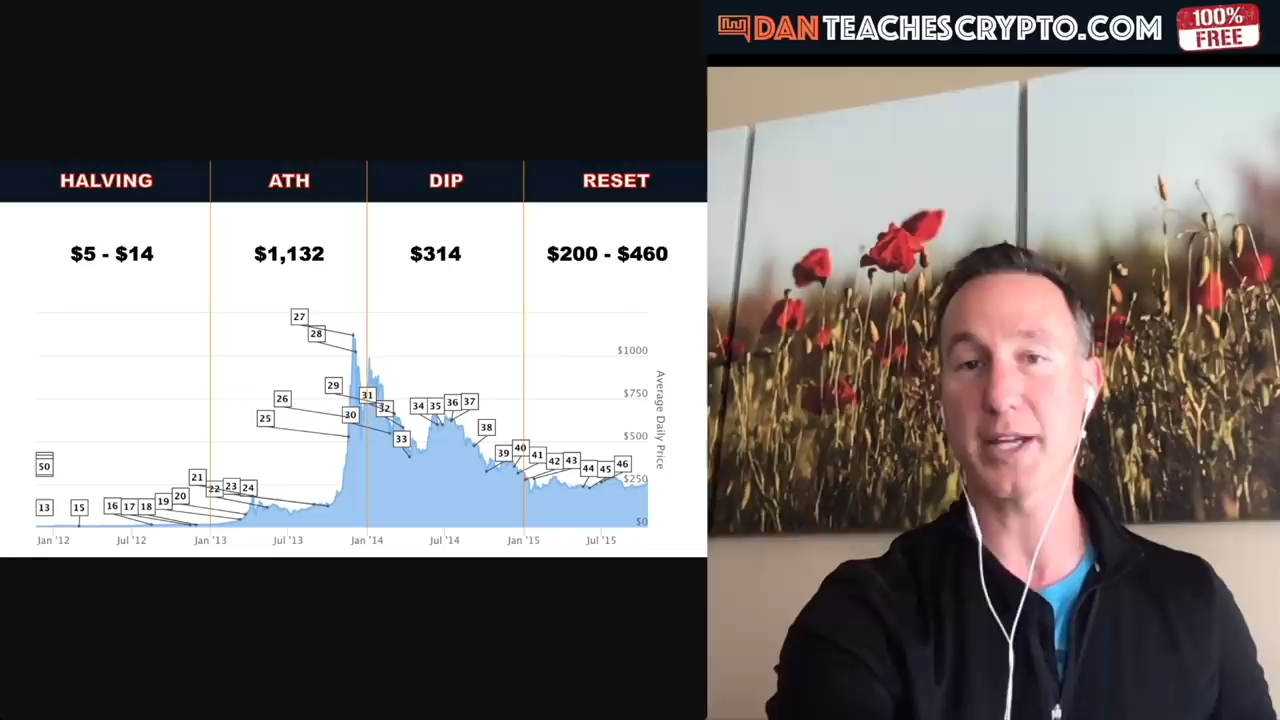 DANTEACHESCRYPTO.COM
100%
FREE
HALVING ATH DIP RESET
$5 - $14 $1,132 $314 $200 - $460
27
28
$1000
29
26
31
$750
32
34 35 36 37
25
30
38
33
$500
40
39
41
42 43
44 45 46
50
21
22
23 24
$250
20
19
13 15 16 17 18
$0
Average Daily Price
Jan '12 Jul '12 Jan '13 Jul '13 Jan '14 Jul '14 Jan '15 Jul '15